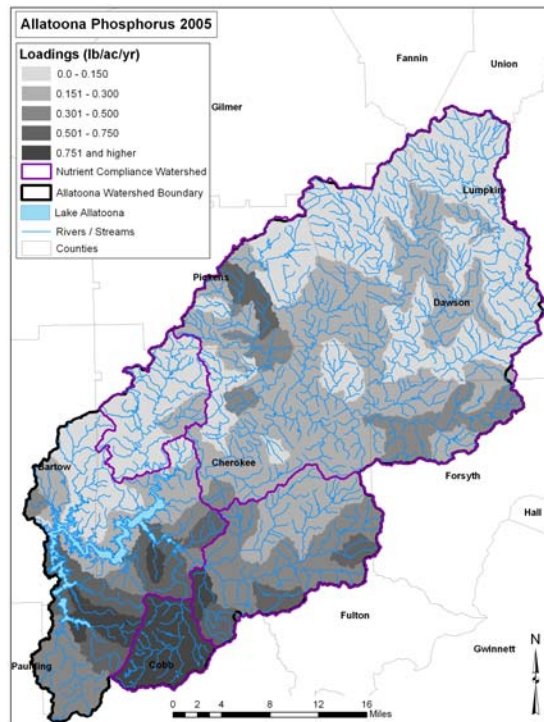 Allatoona Phosphorus 2005
Loadings (lb/ac/yr)
0.0 - 0.150
0.151 - 0.300
0.301 - 0.500
0.501 - 0.750
0.751 and higher
Nutrient Compliance Watershed
Allatoona Watershed Boundary
Lake Allatoona
Rivers / Streams
Counties
Fannin
Union
Gilmer
Lumpkin
Pickens
Dawson
Bartow
Cherokee
Forsyth
Hall
Fulton
Gwinnett
Paulding
Cobb
N
0 2 4 8 12 16
Miles